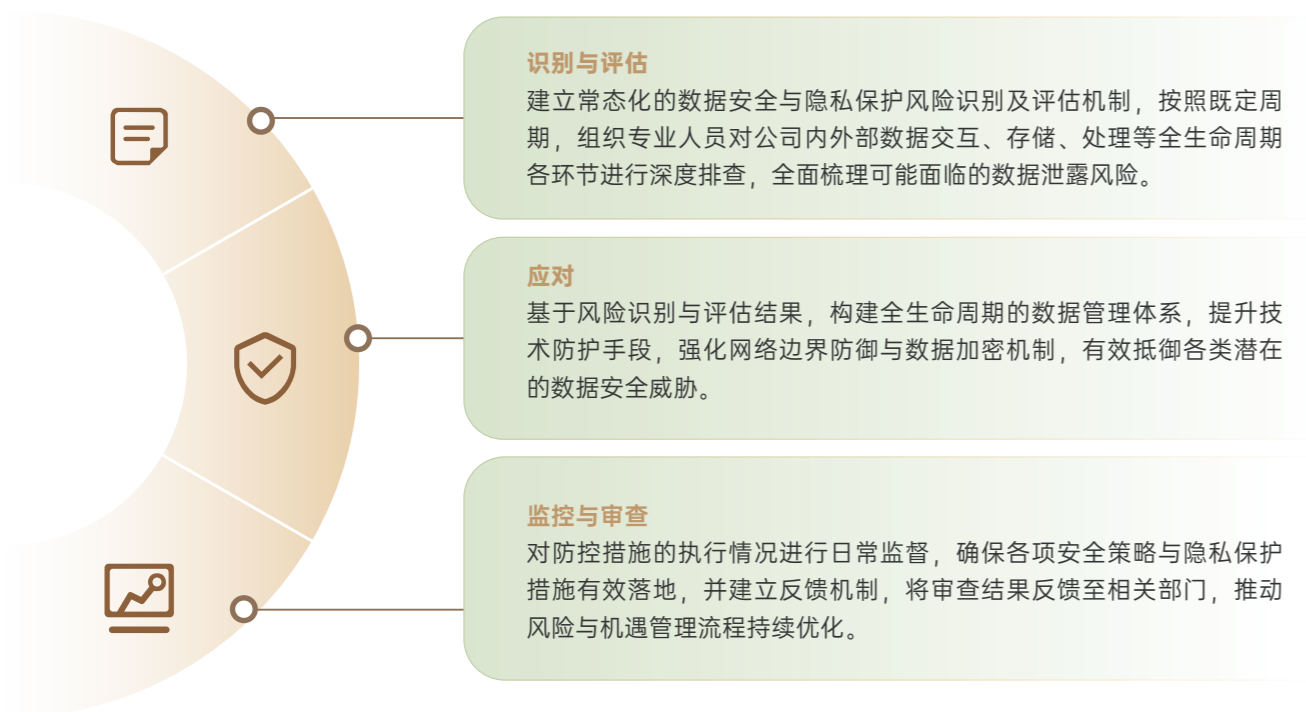 识别与评估
建立常态化的数据安全与隐私保护风险识别及评估机制，按照既定周
期，组织专业人员对公司内外部数据交互、存储、处理等全生命周期
各环节进行深度排查，全面梳理可能面临的数据泄露风险。
应对
基于风险识别与评估结果，构建全生命周期的数据管理体系，提升技
术防护手段，强化网络边界防御与数据加密机制，有效抵御各类潜在
的数据安全威胁。
监控与审查
对防控措施的执行情况进行日常监督，确保各项安全策略与隐私保护
措施有效落地，并建立反馈机制，将审查结果反馈至相关部门，推动
风险与机遇管理流程持续优化。